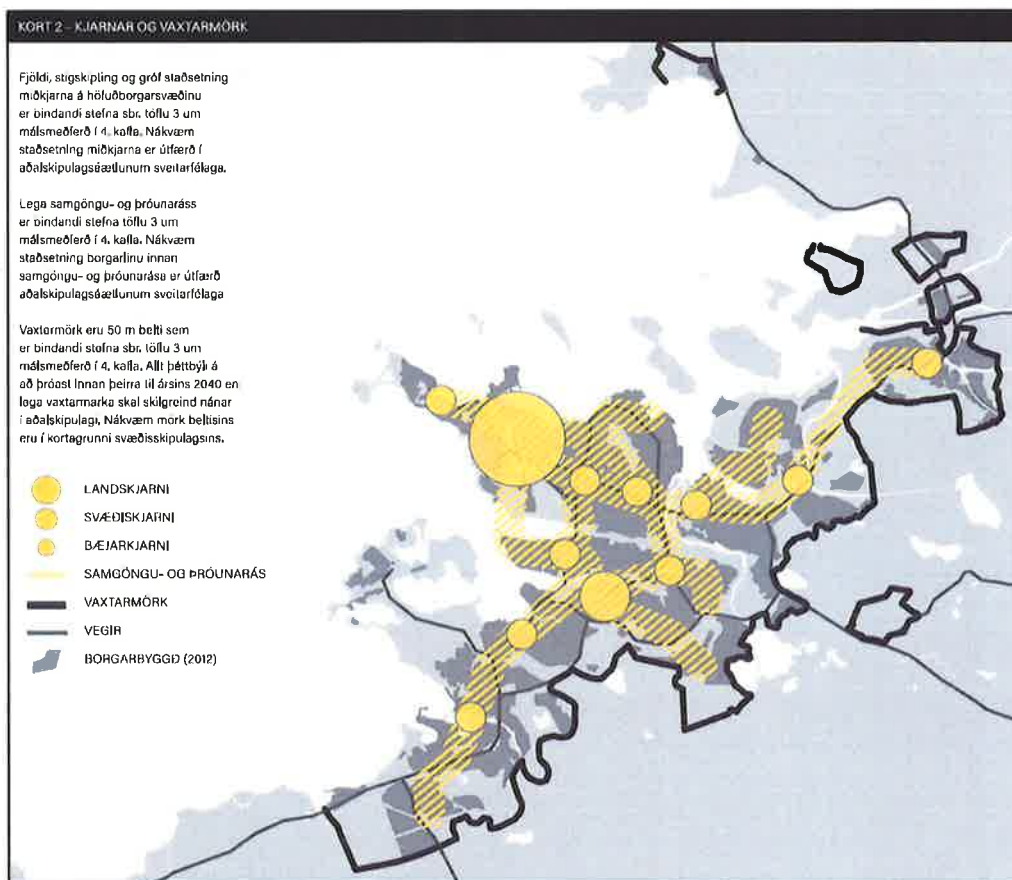 KORT 2 – KJARNAR OG VAXTARMÖRK
Fjöldi, stigskipting og gróf staðsetning
miðkjarna á höfuðborgarsvæðinu
er bindandi stefna sbr. töflu 3 um
málsmeðferð í 4. kafla. Nákvæm
staðsetning miðkjarna er útfærð í
aðalskipulagsáætlunum sveitarfélaga.
Lega samgöngu- og þróunaráss
er bindandi stefna töflu 3 um
málsmeðferð í 4. kafla. Nákvæm
staðsetning borgarlínu innan
samgöngu- og þróunarása er útfærð
aðalskipulagsáætlunum sveitarfélaga
Vaxtarmörk eru 50 m belti sem
er bindandi stefna sbr. töflu 3 um
málsmeðferð í 4. kafla. Allt þéttbýli á
að þróast innan þeirra til ársins 2040 en
lega vaxtarmarka skal skilgreind nánar
í aðalskipulagi. Nákvæm mörk beltisins
eru í kortagrunni svæðisskipulagsins.
LANDSKJARNI
SVÆÐISKJARNI
BÆJARKJARNI
SAMGÖNGU- OG ÞRÓUNARÁS
VAXTARMÖRK
VEGIR
BORGARBYGGÐ (2012)